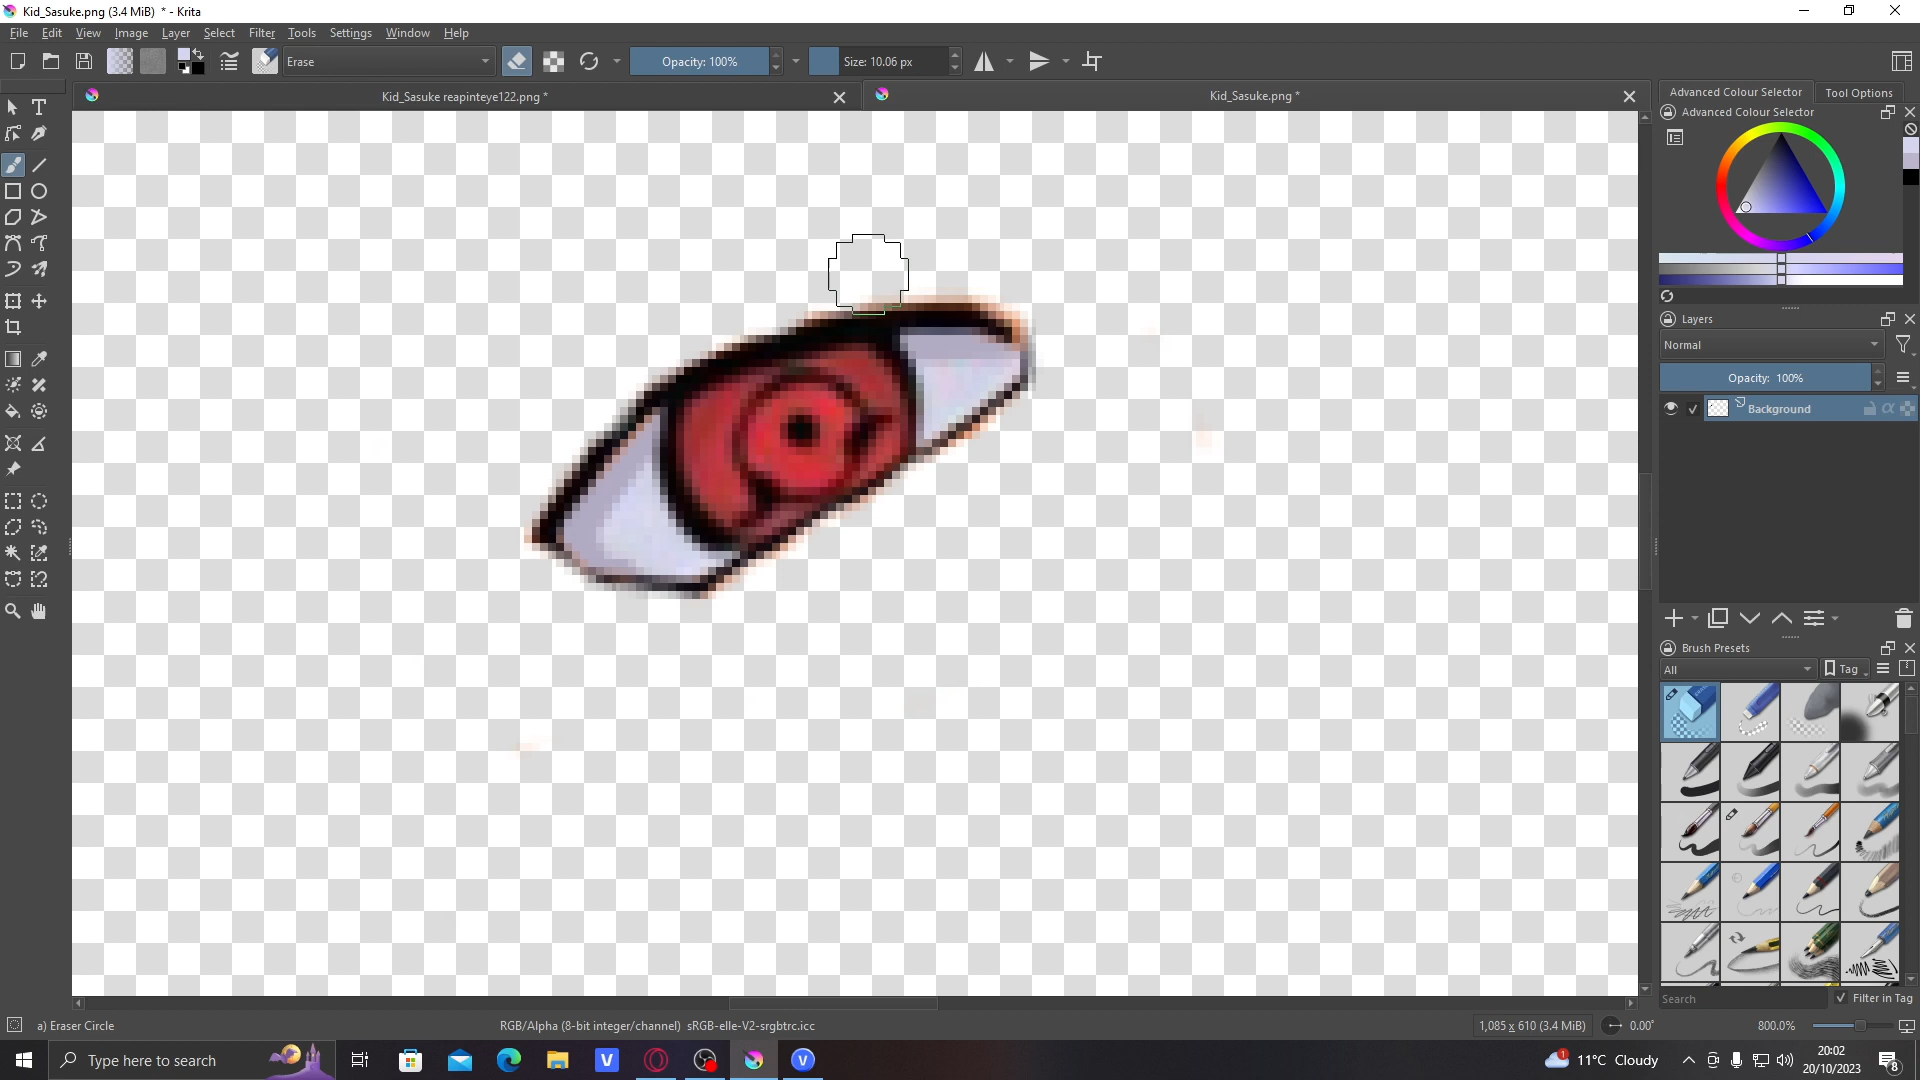 Kid_Sasuke.png (3.4 MiB) * - Krita
File Edit View Image Layer Select Filter Tools Settings Window Help
Erase Opacity: 100% Size: 10.06 px
Kid_Sasuke reapinteye122.png * Kid_Sasuke.png *
Advanced Colour Selector Tool Options
Advanced Colour Selector
Layers
Normal
Opacity: 100%
Background
Brush Presets
All Tag
Search Filter in Tag
a) Eraser Circle RGB/Alpha (8-bit integer/channel) sRGB-elle-V2-srgbtrc.icc 1,085 x 610 (3.4 MiB) 0.00° 800.0%
Type here to search 1 11°C Cloudy 20:02
20/10/2023 8